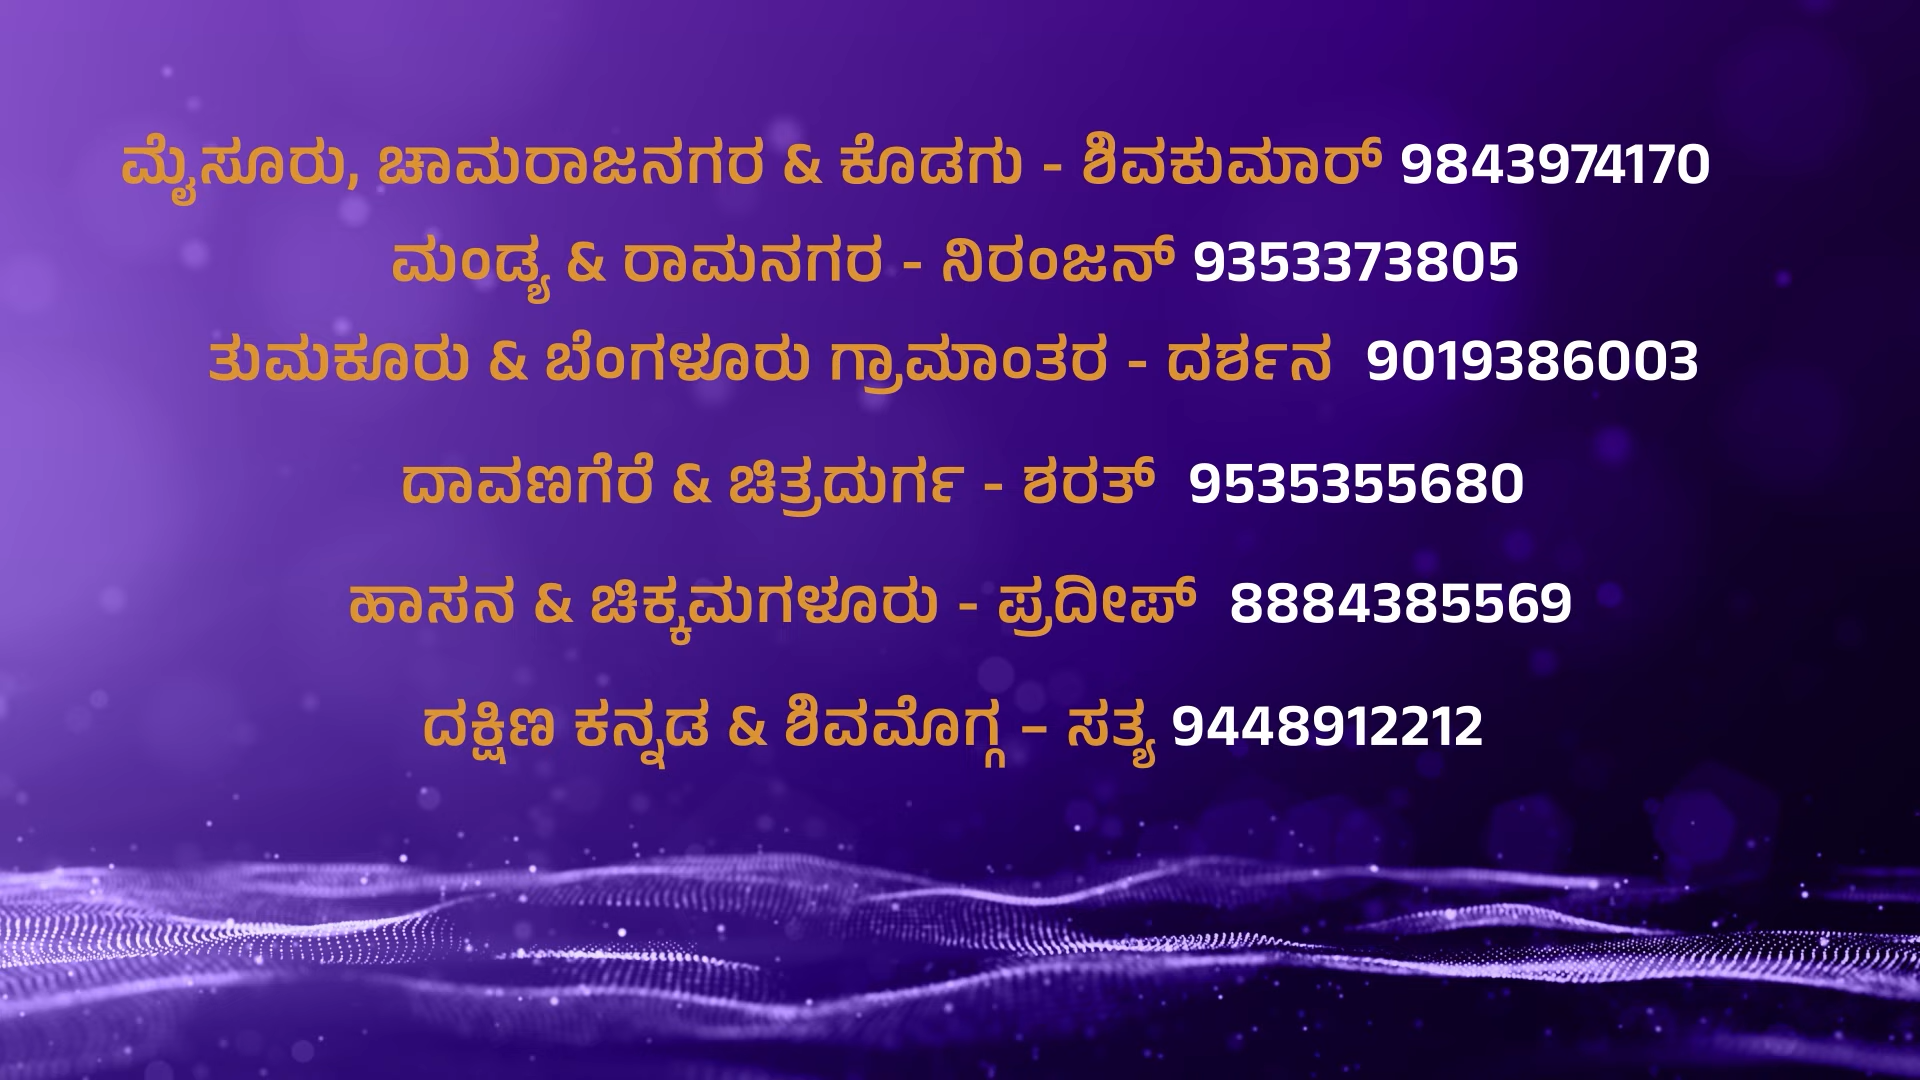 ಮೈಸೂರು, ಚಾಮರಾಜನಗರ & ಕೊಡಗು - ಶಿವಕುಮಾರ್ 9843974170
ಮಂಡ್ಯ & ರಾಮನಗರ - ನಿರಂಜನ್ 9353373805
ತುಮಕೂರು & ಬೆಂಗಳೂರು ಗ್ರಾಮಾಂತರ - ದರ್ಶನ 9019386003
ದಾವಣಗೆರೆ & ಚಿತ್ರದುರ್ಗ - ಶರತ್ 9535355680
ಹಾಸನ & ಚಿಕ್ಕಮಗಳೂರು - ಪ್ರದೀಪ್ 8884385569
ದಕ್ಷಿಣ ಕನ್ನಡ & ಶಿವಮೊಗ್ಗ – ಸತ್ಯ 9448912212